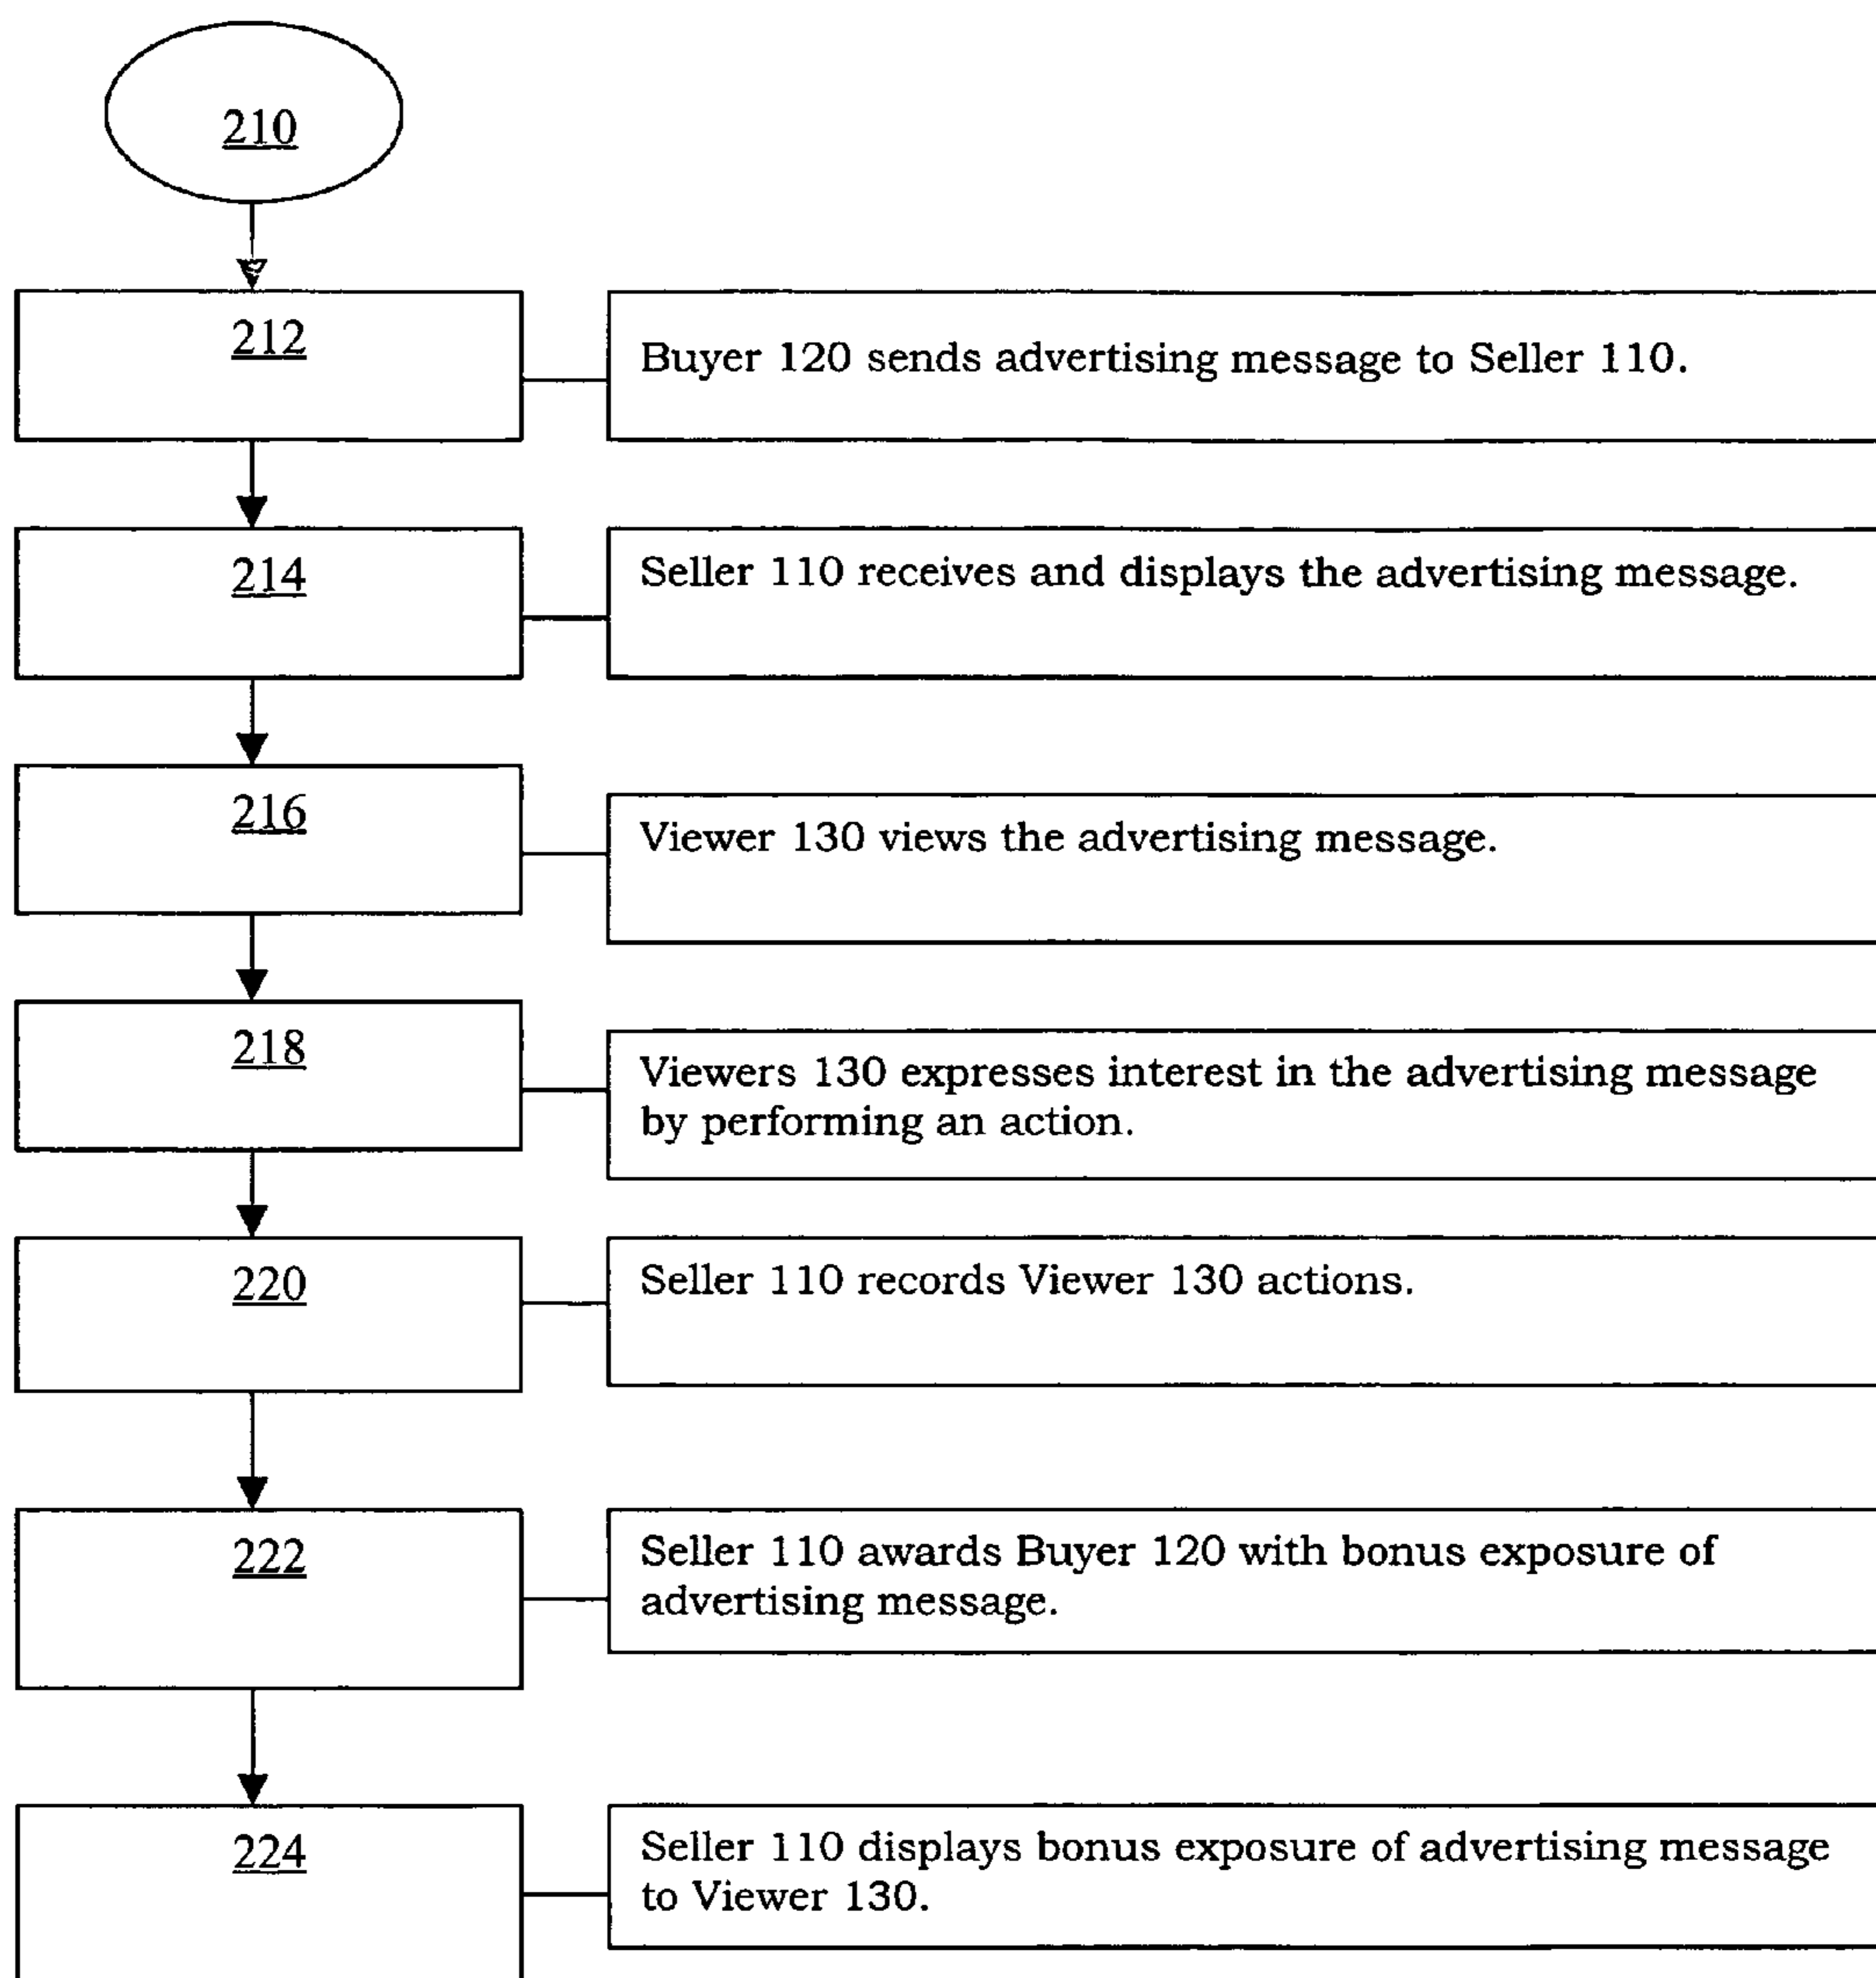 210
212
Buyer 120 sends advertising message to Seller 110.
214
Seller 110 receives and displays the advertising message.
216
Viewer 130 views the advertising message.
218
Viewers 130 expresses interest in the advertising message
by performing an action.
220
Seller 110 records Viewer 130 actions.
222
Seller 110 awards Buyer 120 with bonus exposure of
advertising message.
224
Seller 110 displays bonus exposure of advertising message
to Viewer 130.